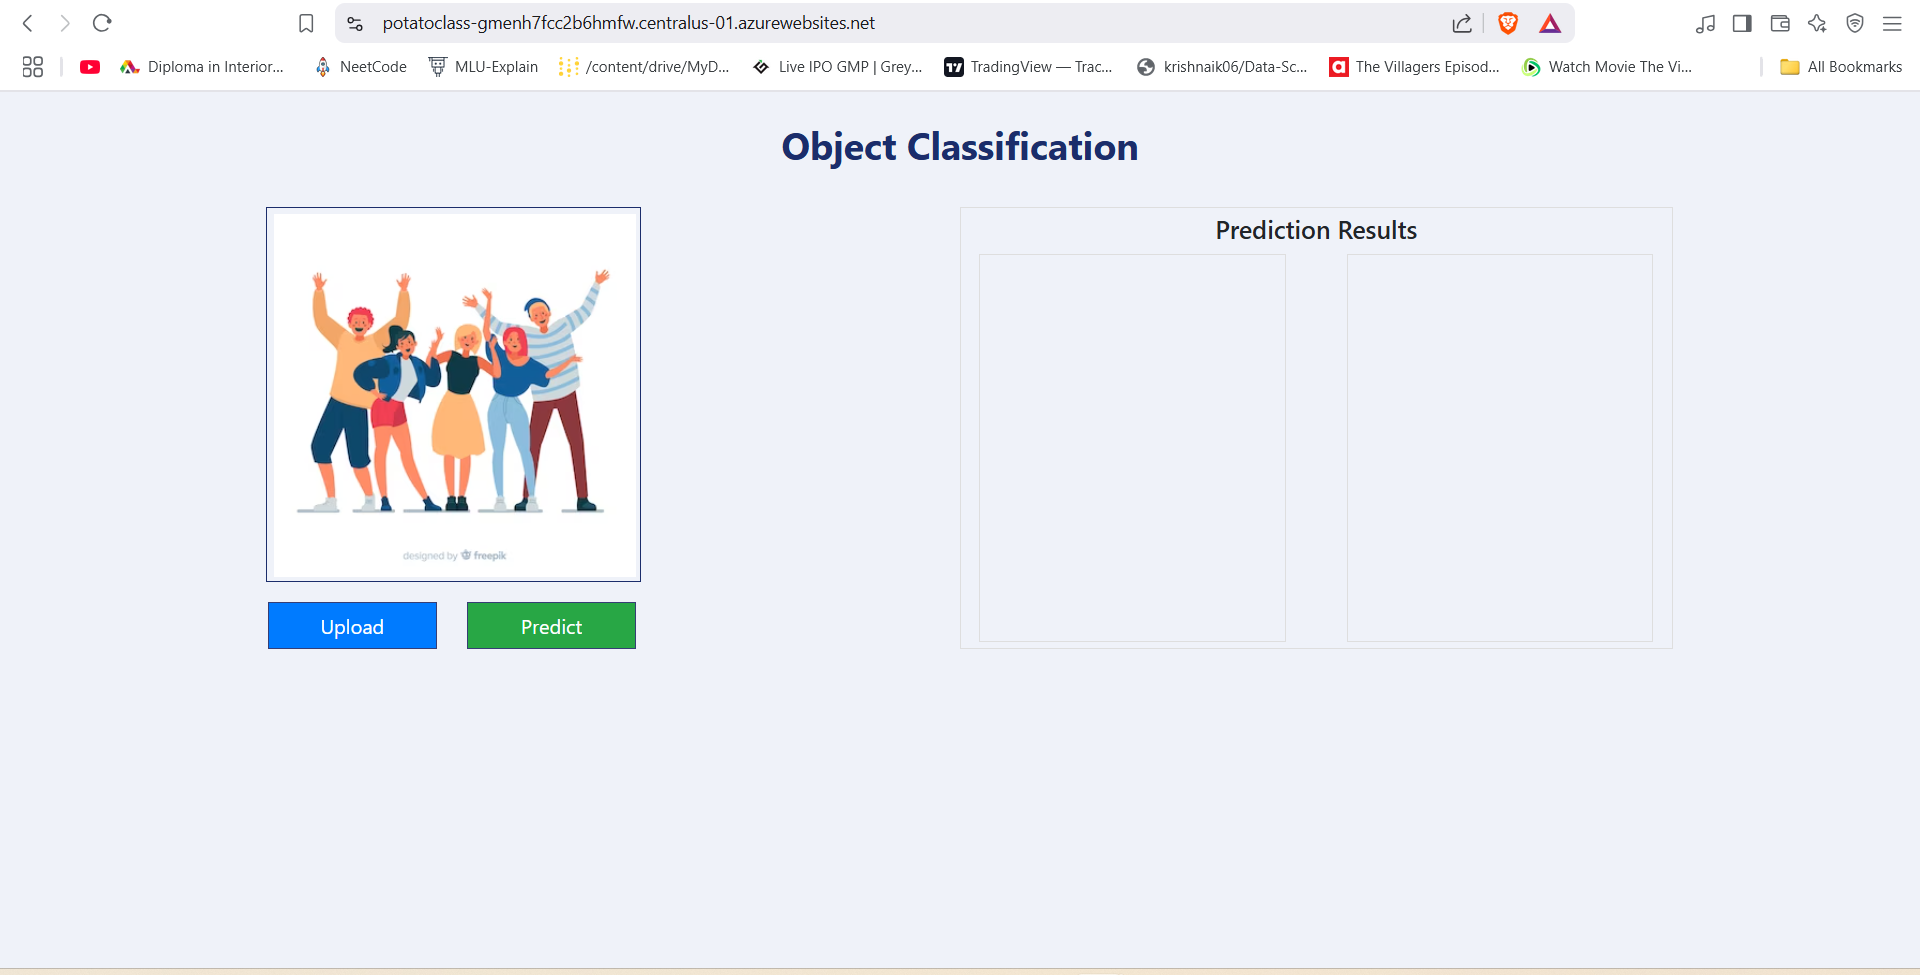 potatoclass-gmenh7fcc2b6hmfw.centralus-01.azurewebsites.net
Diploma in Interior... NeetCode MLU-Explain /content/drive/MyD... Live IPO GMP | Grey... TradingView — Trac... krishnaik06/Data-Sc... The Villagers Episod... Watch Movie The Vi... All Bookmarks
Object Classification
Prediction Results
designed by freepik
Upload Predict